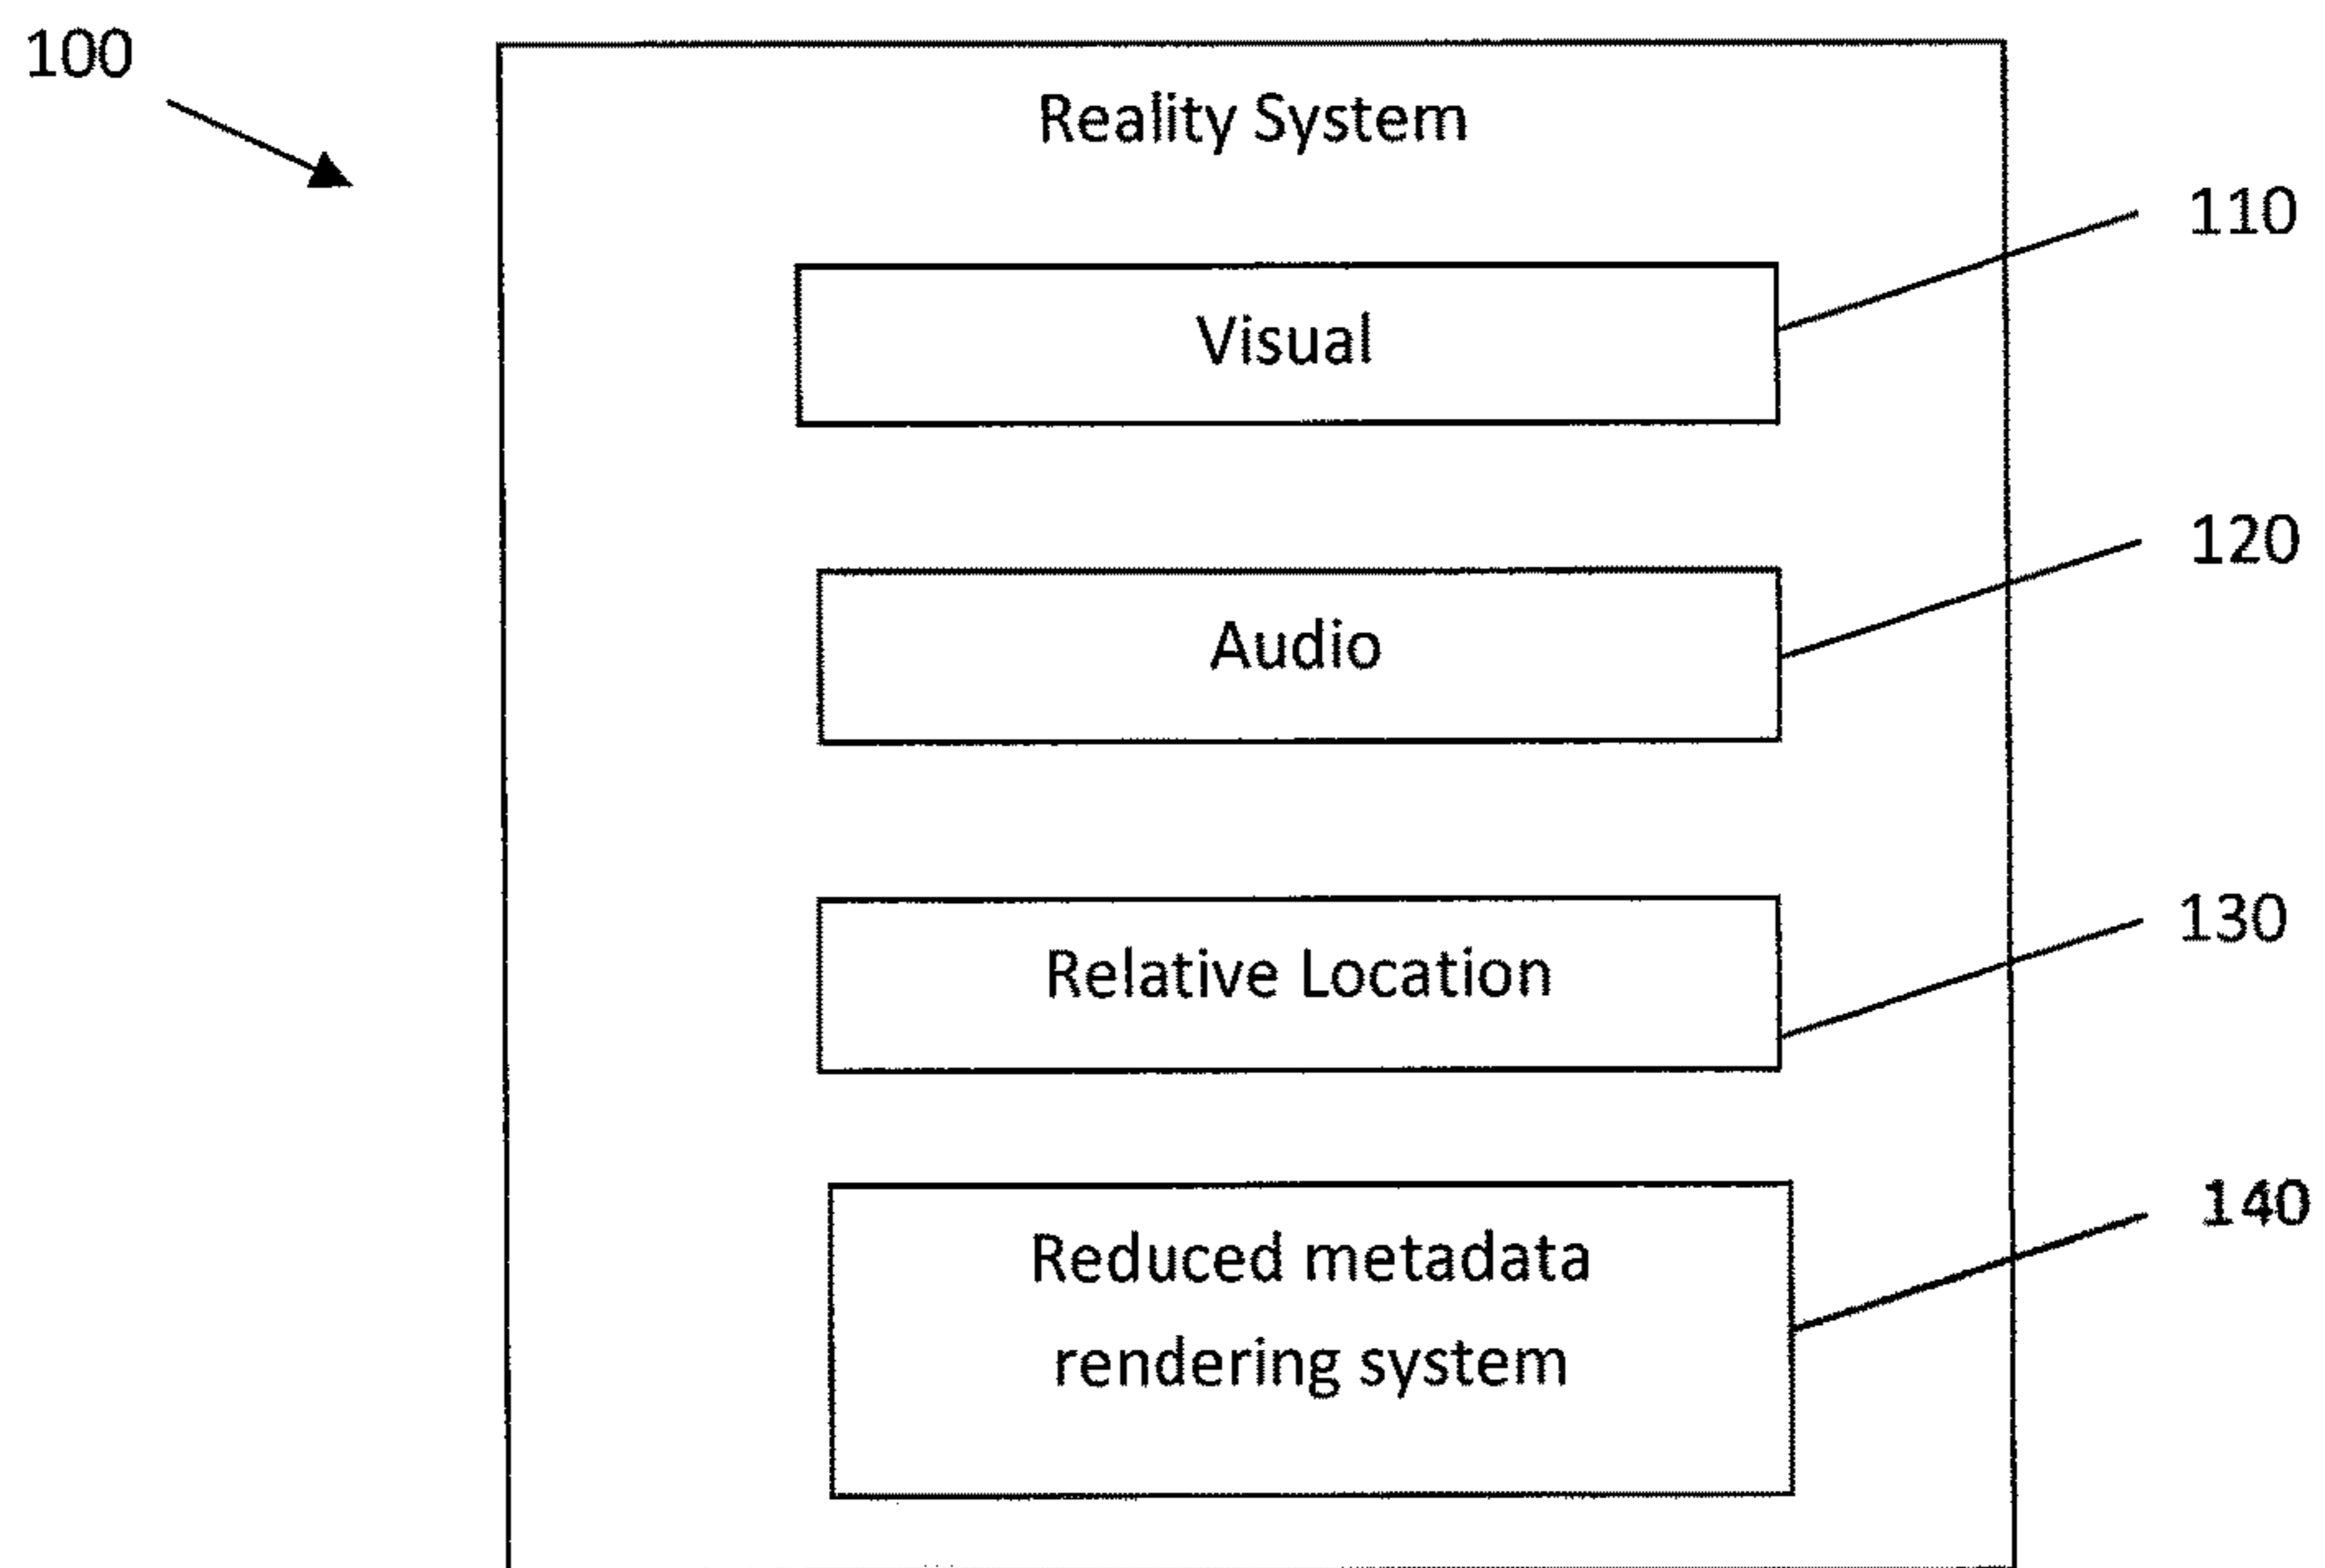 100
Reality System
110
Visual
120
Audio
130
Relative Location
140
Reduced metadata
rendering system